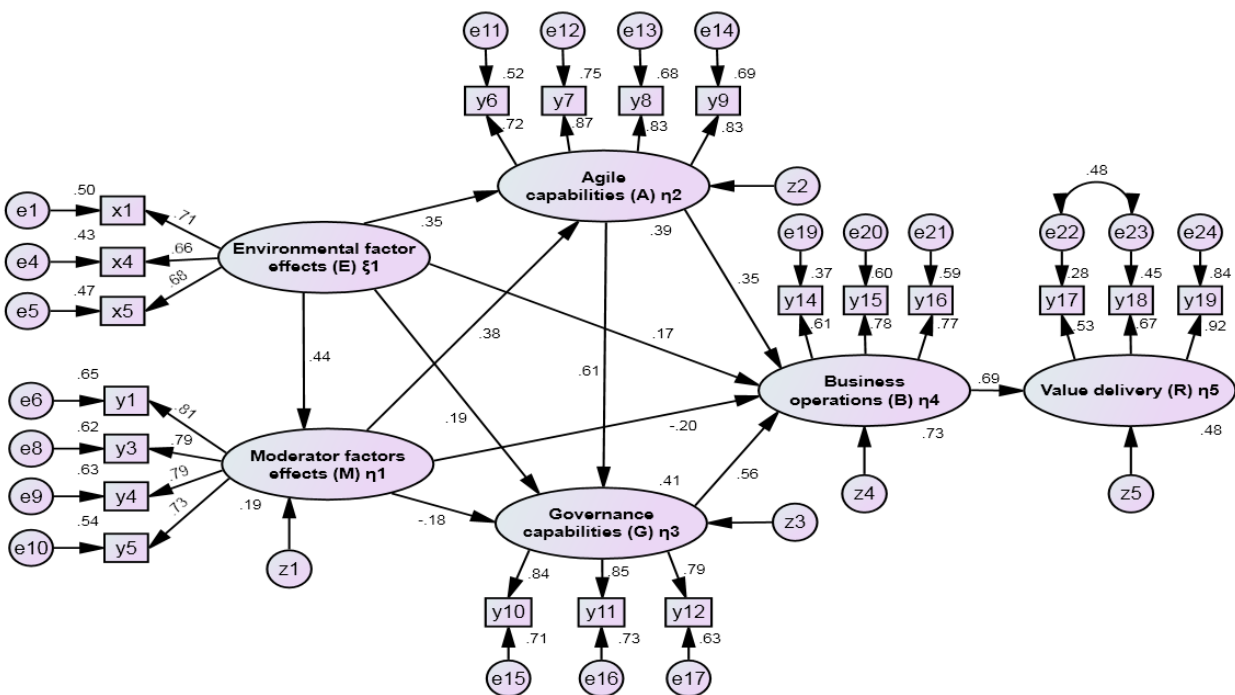 e11
e12
e13
e14
.52
.75
.68
.69
y6
y7
y8
y9
.72
.87
.83
.83
Agile
capabilities (A) η2
z2
.39
.50
e1
x1
.71
.43
e4
x4
.66
.47
e5
x5
.68
Environmental factor
effects (E) ξ1
.35
.48
e19
e20
e21
e22
e23
e24
.37
.60
.59
.28
.45
.84
y14
y15
y16
y17
y18
y19
.61
.78
.77
.53
.67
.92
.35
.17
.38
.44
.61
.19
Business
operations (B) η4
.73
.69
Value delivery (R) η5
.48
.65
e6
y1
.81
.62
e8
y3
.79
.63
e9
y4
.79
.54
e10
y5
.73
Moderator factors
effects (M) η1
.19
-.20
-.18
.41
.56
z1
z4
z5
Governance
capabilities (G) η3
z3
.84
.85
.79
y10
y11
y12
.71
.73
.63
e15
e16
e17